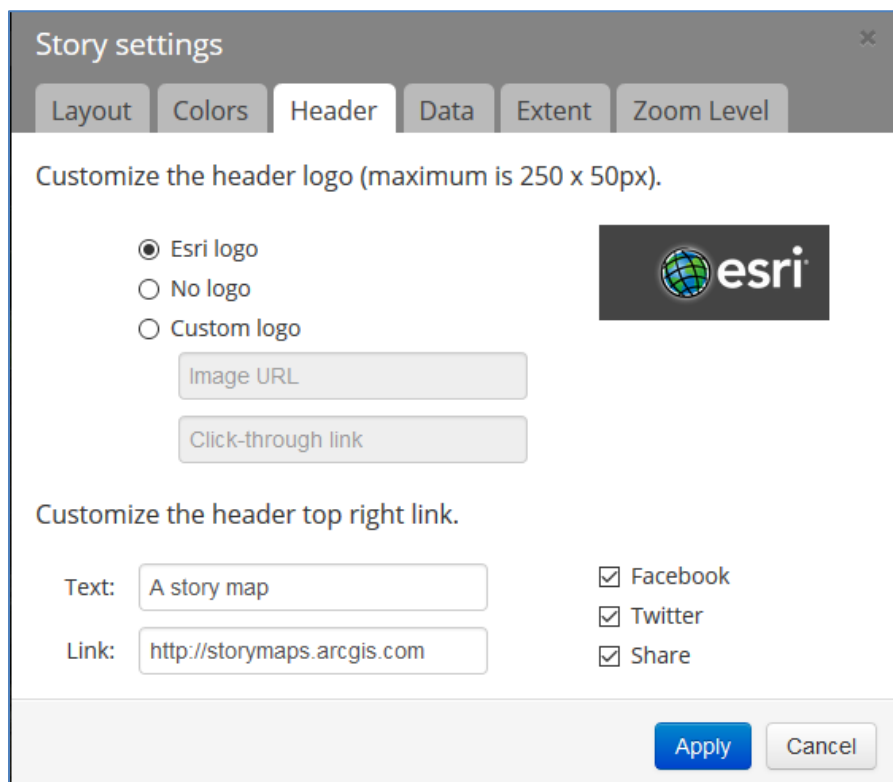 Story settings
Layout Colors Header Data Extent Zoom Level
Customize the header logo (maximum is 250 x 50px).
Esri logo
No logo
Custom logo
Image URL
Click-through link
esri
Customize the header top right link.
Text: A story map
Link: http://storymaps.arcgis.com
Facebook
Twitter
Share
Apply Cancel